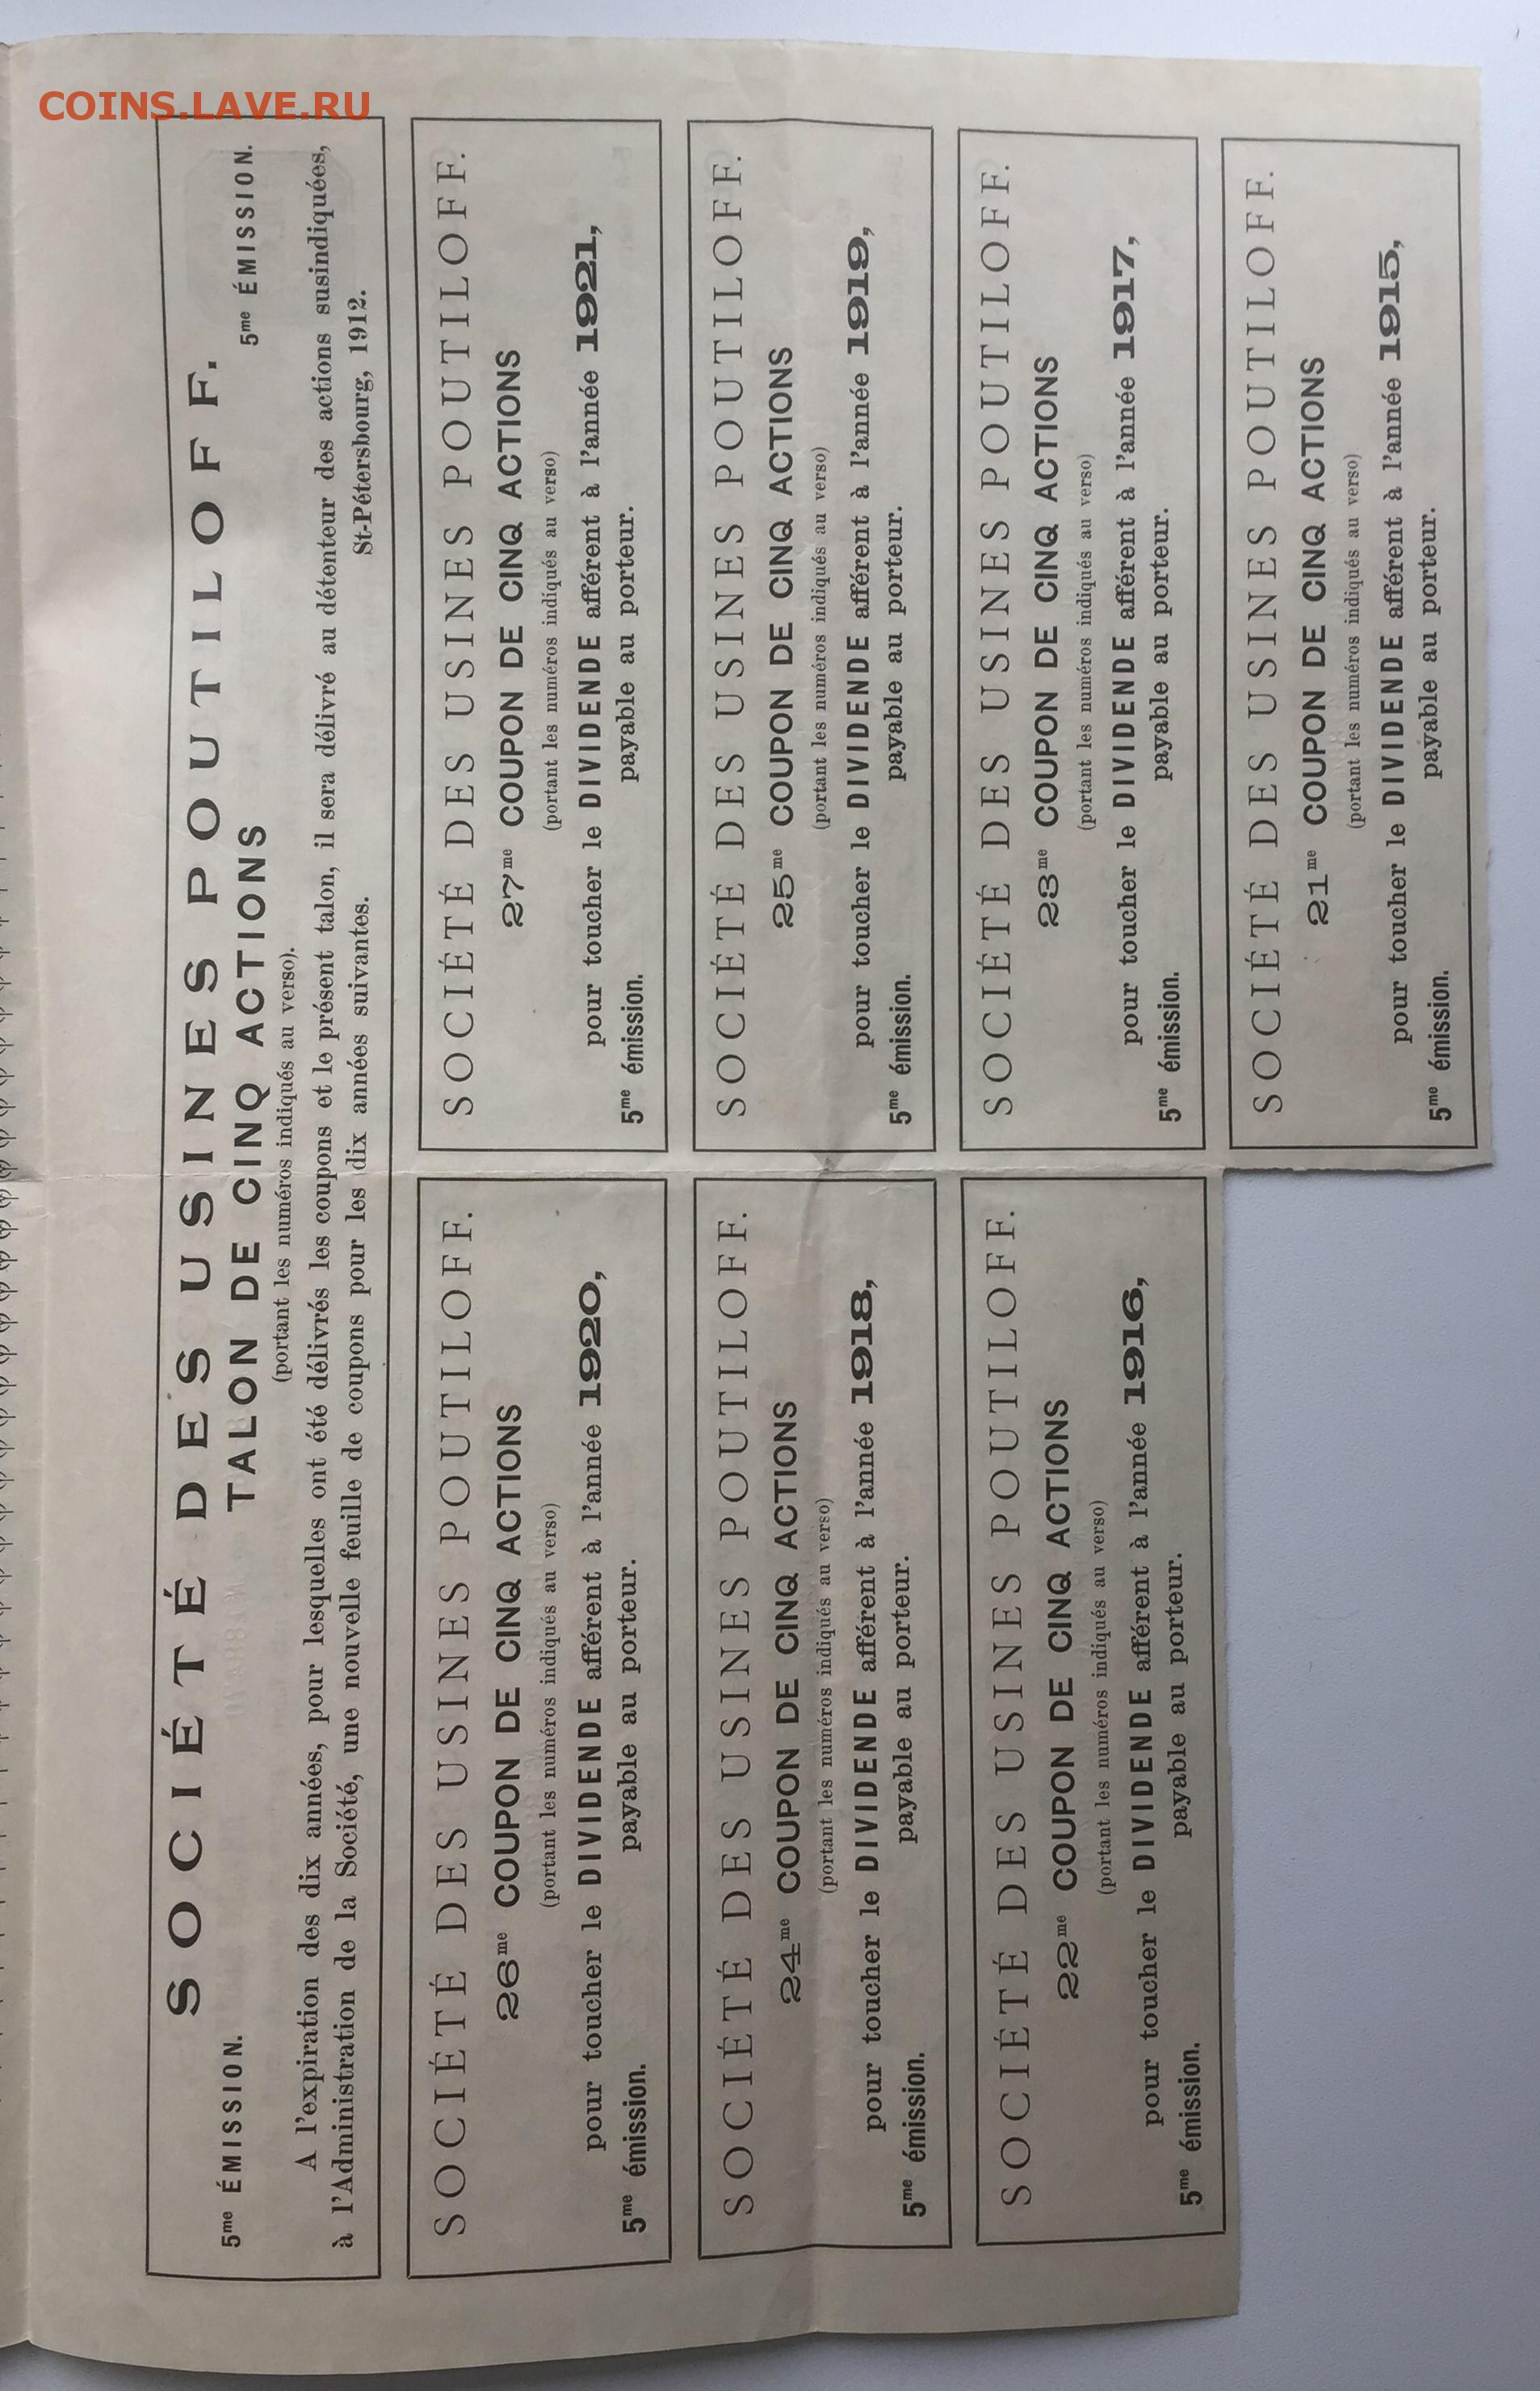 COINS.LAVE.RU
SOCIÉTÉ DES USINES POUTILOFF.
5me ÉMISSION. TALON DE CINQ ACTIONS 5me ÉMISSION.
(portant les numéros indiqués au verso).
A l'expiration des dix années, pour lesquelles ont été délivrés les coupons et le présent talon, il sera délivré au détenteur des actions susindiquées,
à l'Administration de la Société, une nouvelle feuille de coupons pour les dix années suivantes. St-Pétersbourg, 1912.
SOCIÉTÉ DES USINES POUTILOFF.
26me COUPON DE CINQ ACTIONS
(portant les numéros indiqués au verso)
pour toucher le DIVIDENDE afférent à l'année 1920,
5me émission. payable au porteur.
SOCIÉTÉ DES USINES POUTILOFF.
27me COUPON DE CINQ ACTIONS
(portant les numéros indiqués au verso)
pour toucher le DIVIDENDE afférent à l'année 1921,
5me émission. payable au porteur.
SOCIÉTÉ DES USINES POUTILOFF.
24me COUPON DE CINQ ACTIONS
(portant les numéros indiqués au verso)
pour toucher le DIVIDENDE afférent à l'année 1918,
5me émission. payable au porteur.
SOCIÉTÉ DES USINES POUTILOFF.
25me COUPON DE CINQ ACTIONS
(portant les numéros indiqués au verso)
pour toucher le DIVIDENDE afférent à l'année 1919,
5me émission. payable au porteur.
SOCIÉTÉ DES USINES POUTILOFF.
22me COUPON DE CINQ ACTIONS
(portant les numéros indiqués au verso)
pour toucher le DIVIDENDE afférent à l'année 1916,
5me émission. payable au porteur.
SOCIÉTÉ DES USINES POUTILOFF.
23me COUPON DE CINQ ACTIONS
(portant les numéros indiqués au verso)
pour toucher le DIVIDENDE afférent à l'année 1917,
5me émission. payable au porteur.
SOCIÉTÉ DES USINES POUTILOFF.
21me COUPON DE CINQ ACTIONS
(portant les numéros indiqués au verso)
pour toucher le DIVIDENDE afférent à l'année 1915,
5me émission. payable au porteur.